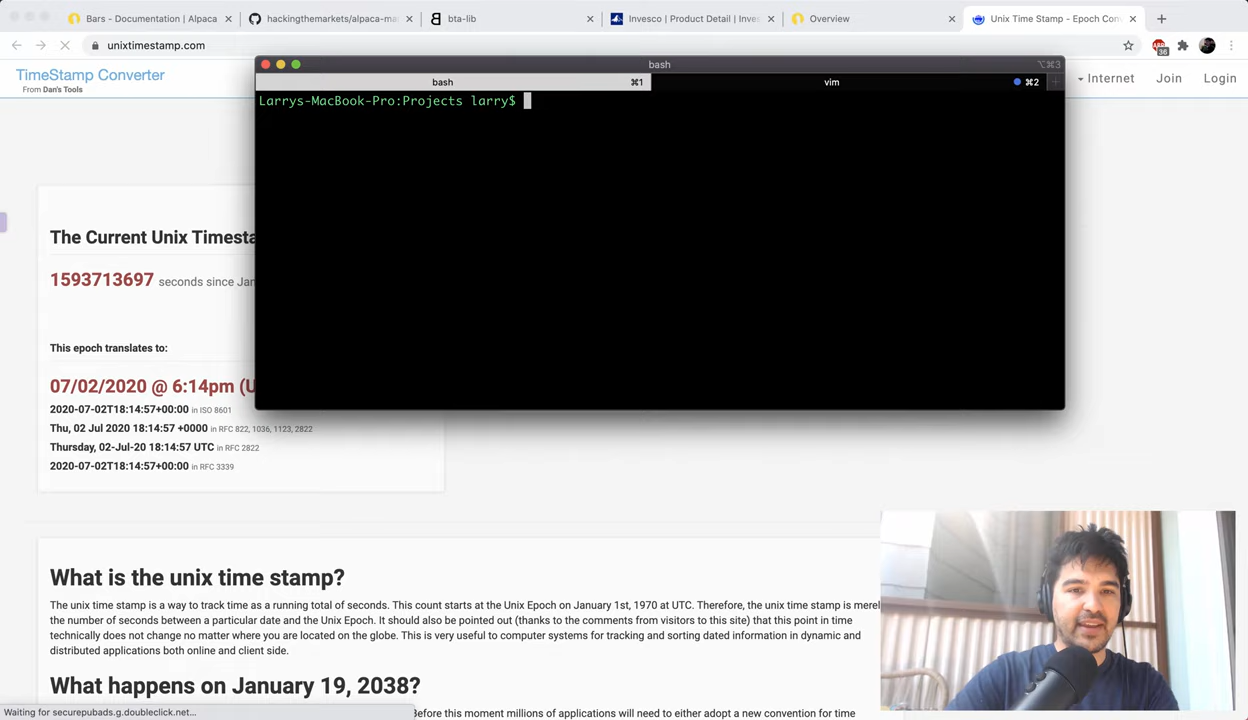 Bars - Documentation | Alpaca
hackingthemarkets/alpaca-ma
bta-lib
Invesco | Product Detail | Inves
Overview
Unix Time Stamp - Epoch Con
unixtimestamp.com
36
TimeStamp Converter
From Dan's Tools
Internet
Join
Login
bash
⌥⌘3
bash
⌘1
vim
⌘2
Larrys-MacBook-Pro:Projects larry$
The Current Unix Timesta
1593713697 seconds since Jan
This epoch translates to:
07/02/2020 @ 6:14pm (U
2020-07-02T18:14:57+00:00 in ISO 8601
Thu, 02 Jul 2020 18:14:57 +0000 in RFC 822, 1036, 1123, 2822
Thursday, 02-Jul-20 18:14:57 UTC in RFC 2822
2020-07-02T18:14:57+00:00 in RFC 3339
What is the unix time stamp?
The unix time stamp is a way to track time as a running total of seconds. This count starts at the Unix Epoch on January 1st, 1970 at UTC. Therefore, the unix time stamp is merel
the number of seconds between a particular date and the Unix Epoch. It should also be pointed out (thanks to the comments from visitors to this site) that this point in time
technically does not change no matter where you are located on the globe. This is very useful to computer systems for tracking and sorting dated information in dynamic and
distributed applications both online and client side.
What happens on January 19, 2038?
Before this moment millions of applications will need to either adopt a new convention for time
Waiting for securepubads.g.doubleclick.net...